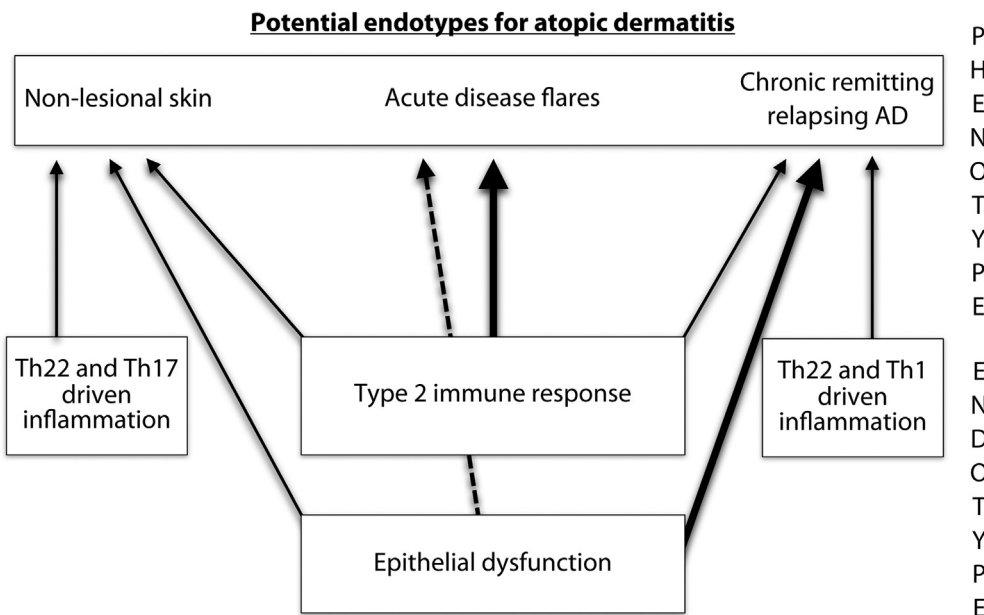 Potential endotypes for atopic dermatitis
Non-lesional skin
Acute disease flares
Chronic remitting
relapsing AD
Th22 and Th17
driven
inflammation
Type 2 immune response
Th22 and Th1
driven
inflammation
Epithelial dysfunction
P
H
E
N
O
T
Y
P
E
E
N
D
O
T
Y
P
E